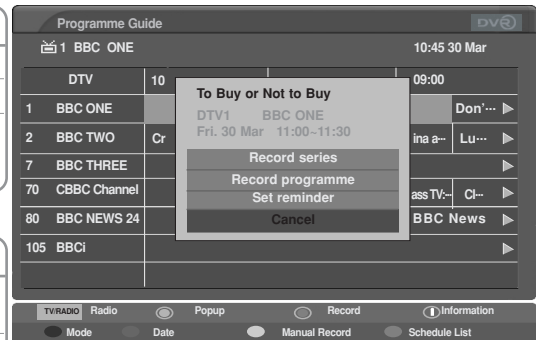 Programme Guide DVR
1 BBC ONE 10:45 30 Mar
DTV 10 09:00
1 BBC ONE Don'···
2 BBC TWO Cr ina a··· Lu···
7 BBC THREE
70 CBBC Channel ass TV:··· Cl···
80 BBC NEWS 24 BBC News
105 BBCi
To Buy or Not to Buy
DTV1 BBC ONE
Fri. 30 Mar 11:00~11:30
Record series
Record programme
Set reminder
Cancel
TV/RADIO Radio Popup Record Information
Mode Date Manual Record Schedule List